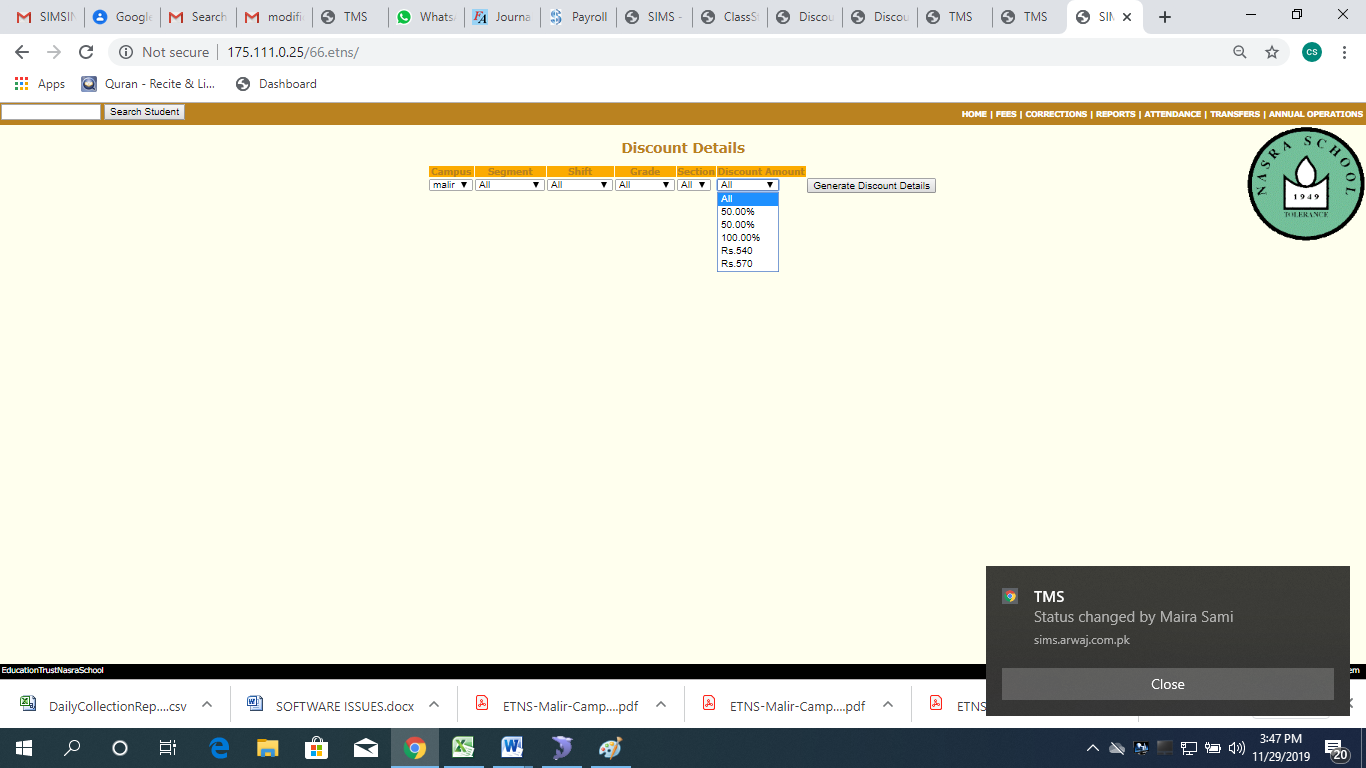 SIMSIN
Google
Search
modifi
TMS
Whats
Journa
Payroll
SIMS -
ClassS
Discou
Discou
TMS
TMS
SIM
Not secure 175.111.0.25/66.etns/
CS
Apps Quran - Recite & Li... Dashboard
Search Student
HOME | FEES | CORRECTIONS | REPORTS | ATTENDANCE | TRANSFERS | ANNUAL OPERATIONS
Discount Details
Campus Segment Shift Grade Section Discount Amount
malir All All All All All Generate Discount Details
All
50.00%
50.00%
100.00%
Rs.540
Rs.570
NASRA SCHOOL
1949
TOLERANCE
TMS
Status changed by Maira Sami
sims.arwaj.com.pk
Close
EducationTrustNasraSchool
em
DailyCollectionRep....csv SOFTWARE ISSUES.docx ETNS-Malir-Camp....pdf ETNS-Malir-Camp....pdf ETNS
3:47 PM
11/29/2019
20